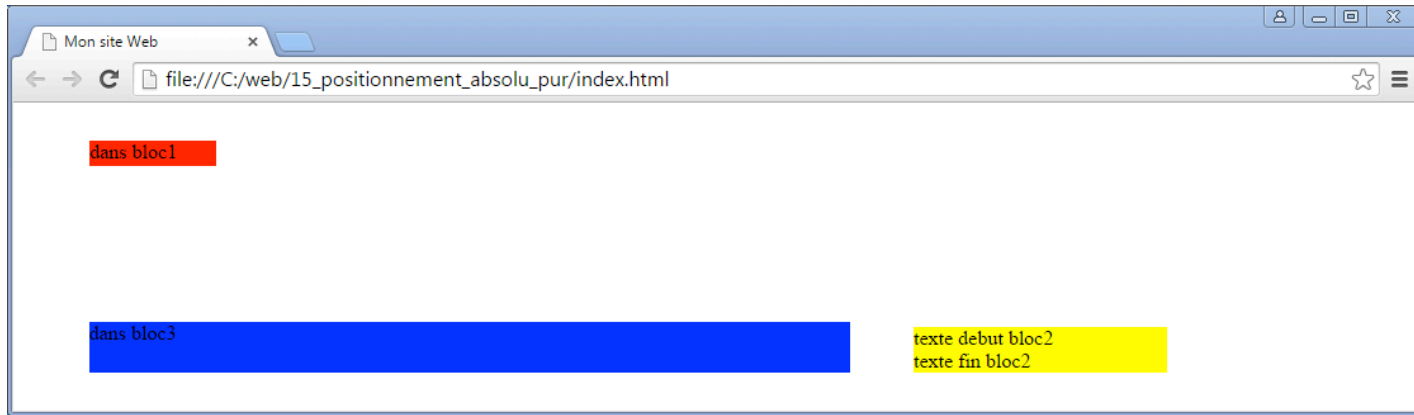 Mon site Web
file:///C:/web/15_positionnement_absolu_pur/index.html
dans bloc1
dans bloc3
texte debut bloc2
texte fin bloc2